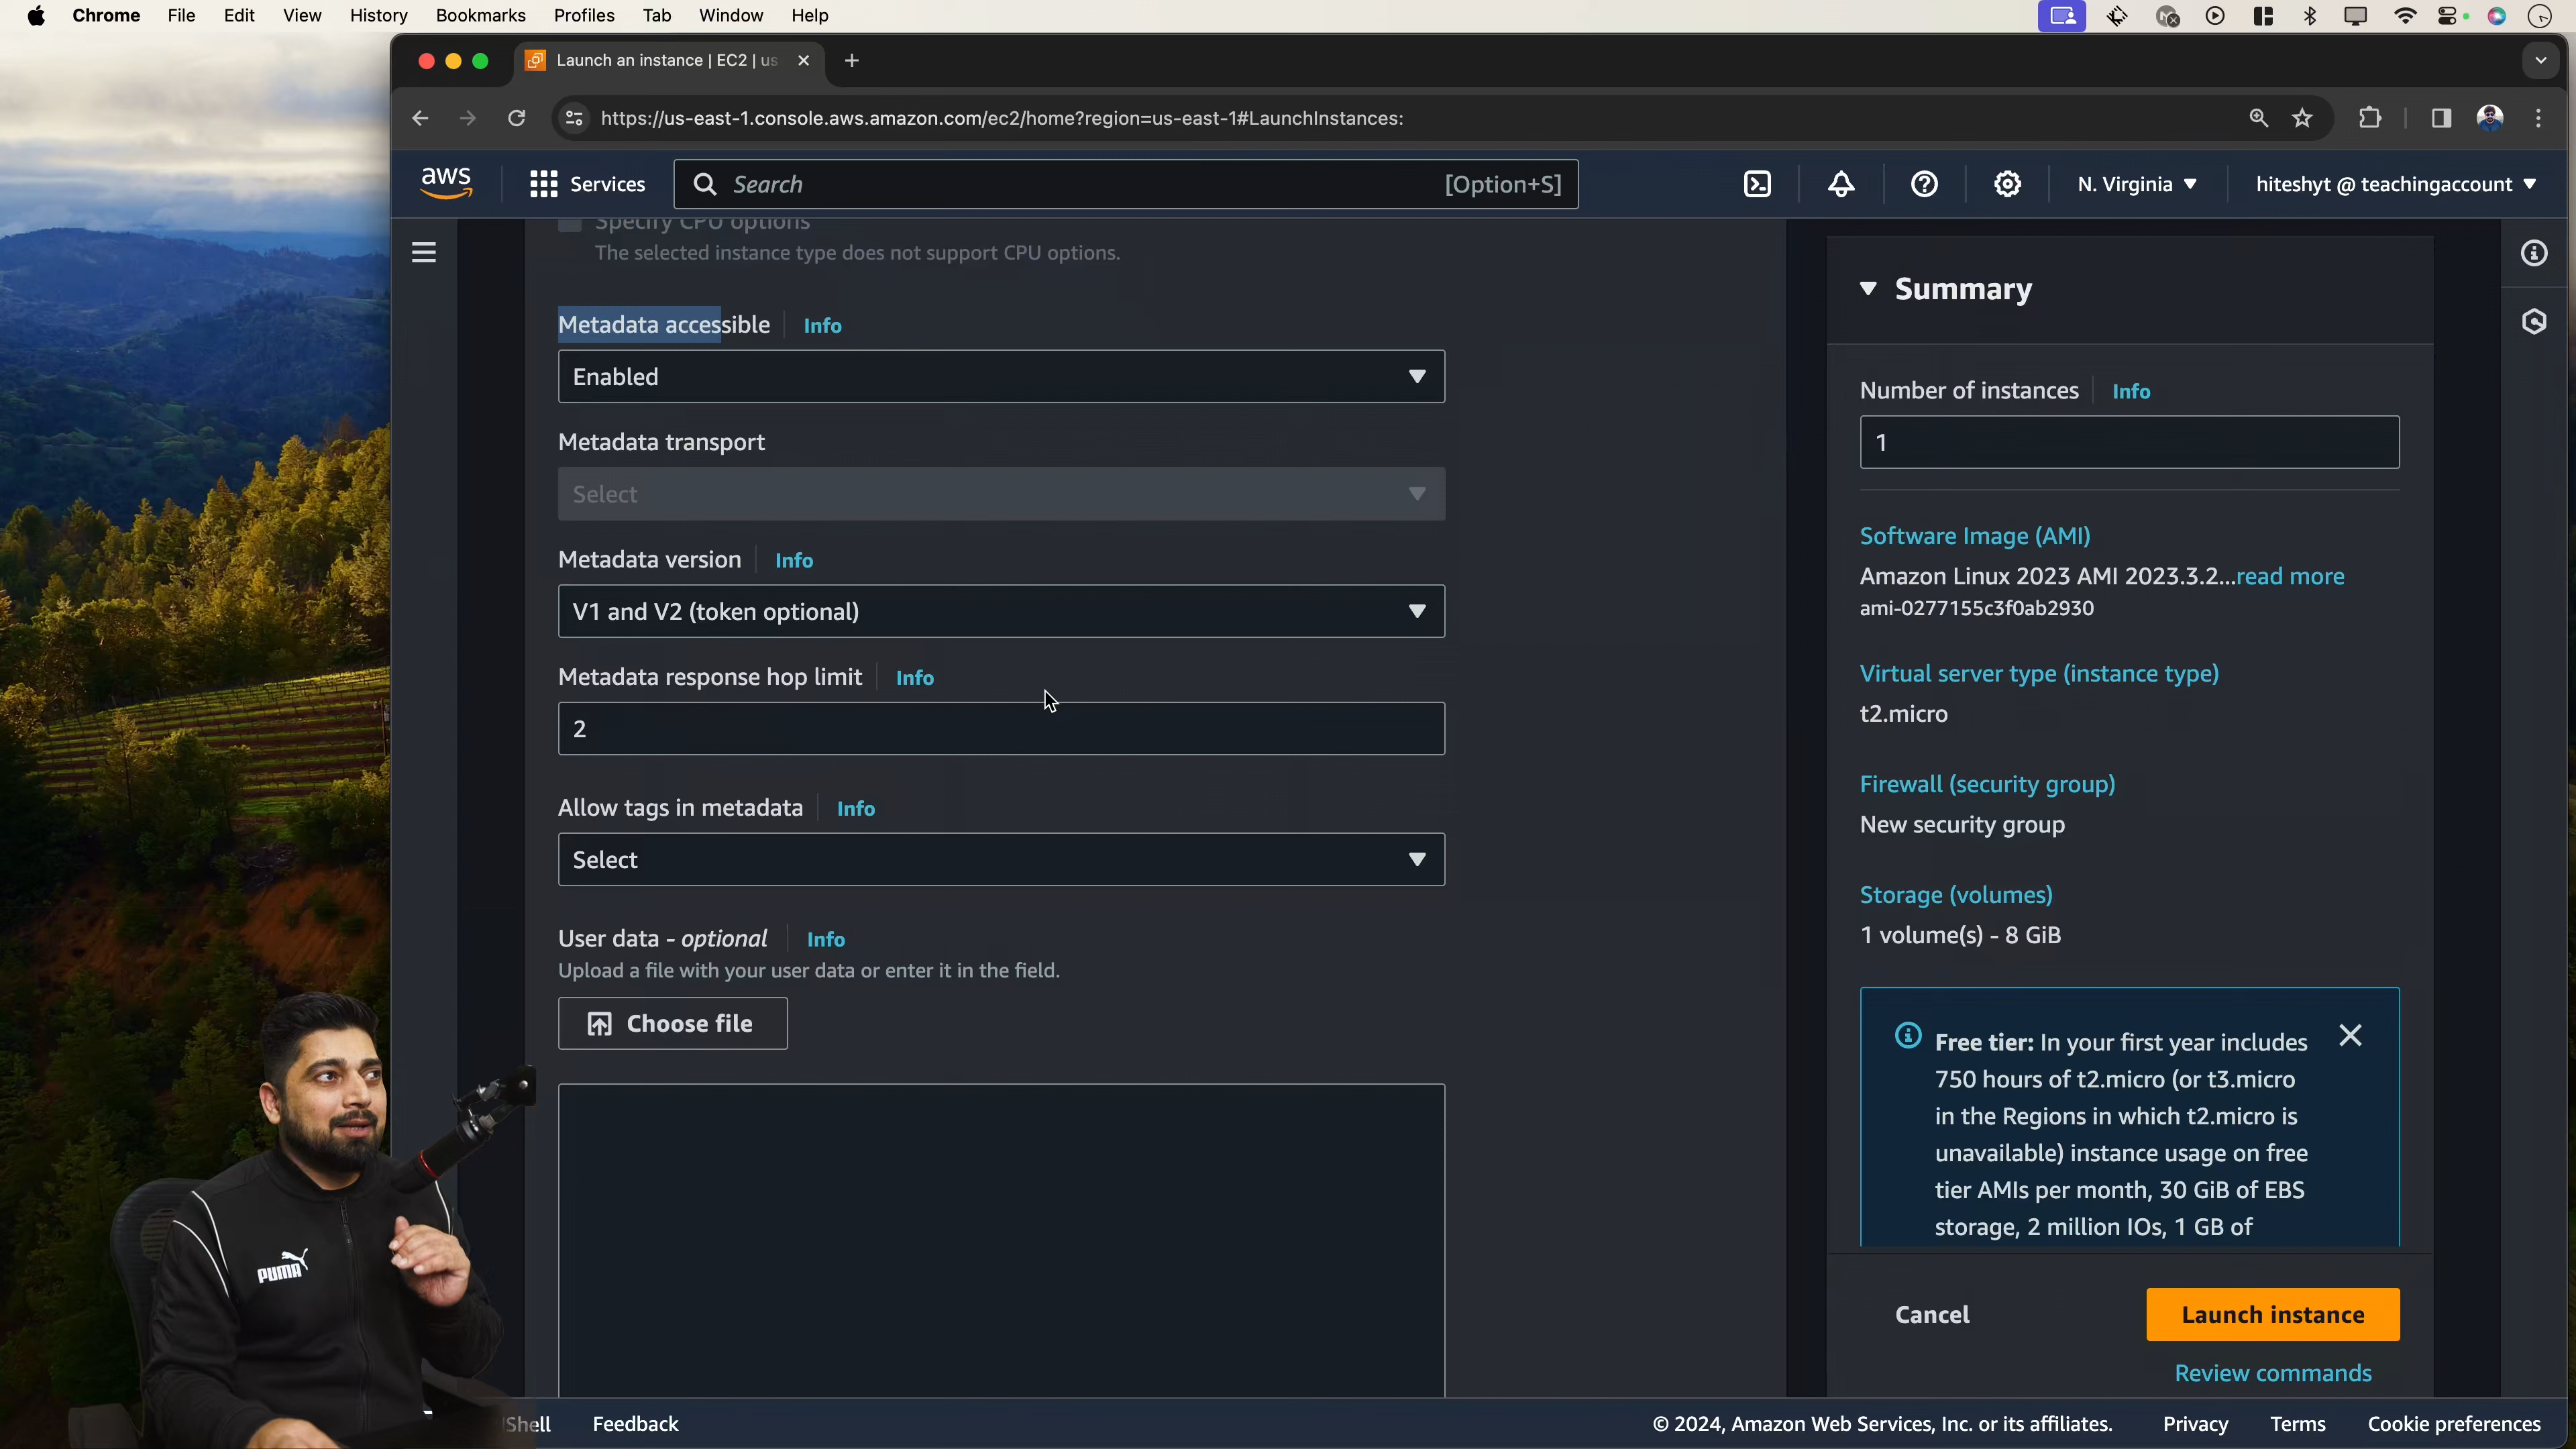 Chrome File Edit View History Bookmarks Profiles Tab Window Help
Launch an instance | EC2 | us
https://us-east-1.console.aws.amazon.com/ec2/home?region=us-east-1#LaunchInstances:
aws Services Search [Option+S] N. Virginia hiteshyt @ teachingaccount
Specify CPU options
The selected instance type does not support CPU options.
Metadata accessible Info
Enabled
Metadata transport
Select
Metadata version Info
V1 and V2 (token optional)
Metadata response hop limit Info
2
Allow tags in metadata Info
Select
User data - optional Info
Upload a file with your user data or enter it in the field.
Choose file
Summary
Number of instances Info
1
Software Image (AMI)
Amazon Linux 2023 AMI 2023.3.2...read more
ami-0277155c3f0ab2930
Virtual server type (instance type)
t2.micro
Firewall (security group)
New security group
Storage (volumes)
1 volume(s) - 8 GiB
Free tier: In your first year includes
750 hours of t2.micro (or t3.micro
in the Regions in which t2.micro is
unavailable) instance usage on free
tier AMIs per month, 30 GiB of EBS
storage, 2 million IOs, 1 GB of
Cancel Launch instance
Review commands
PUMA
Shell Feedback © 2024, Amazon Web Services, Inc. or its affiliates. Privacy Terms Cookie preferences